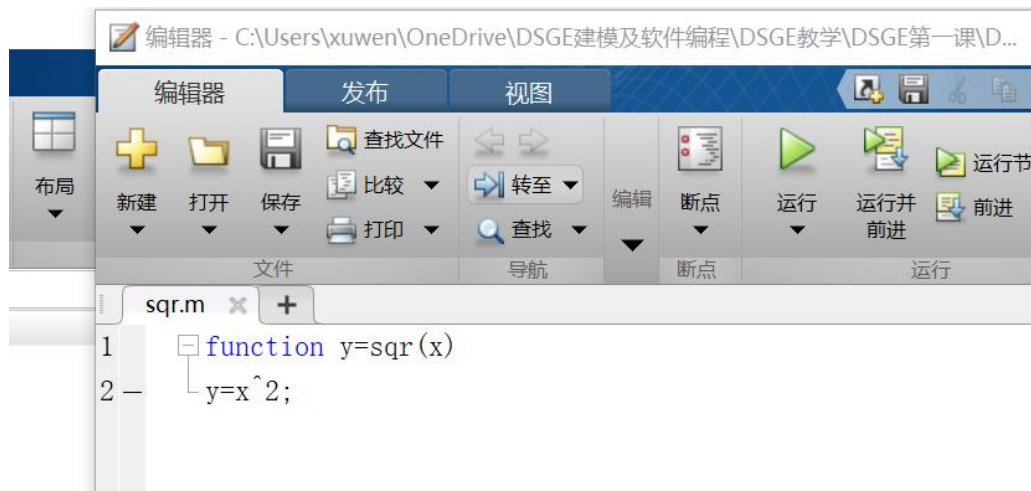 编辑器 - C:\Users\xuwen\OneDrive\DSGE建模及软件编程\DSGE教学\DSGE第一课\D...
编辑器 发布 视图
布局
新建 打开 保存
查找文件
比较
打印
转至
查找
编辑
断点
运行
运行并
前进
运行节
前进
文件 导航 断点 运行
sqr.m
1 function y=sqr(x)
2 y=x^2;